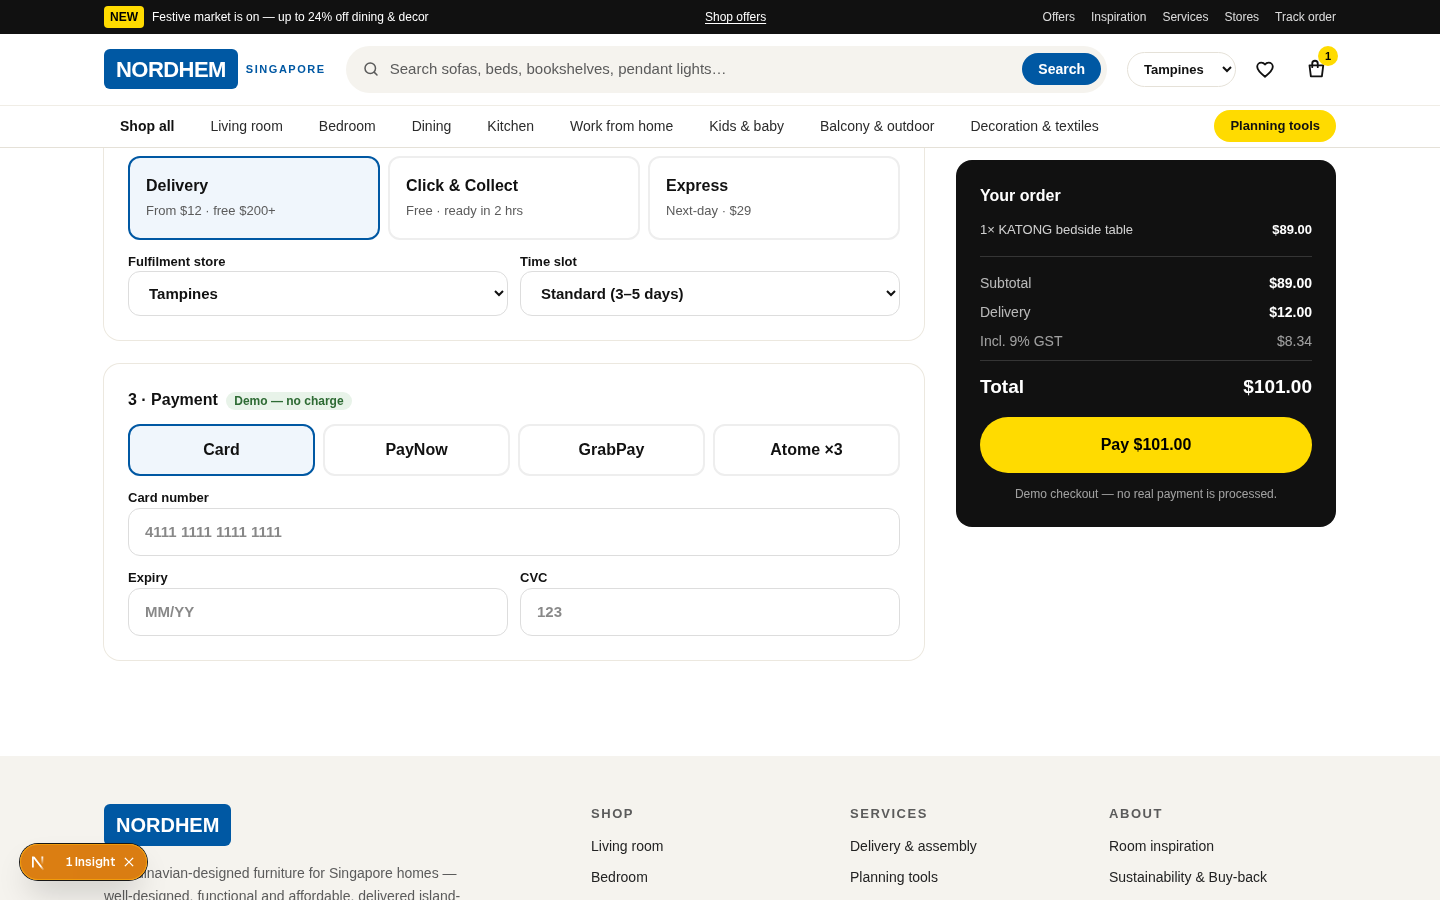 NEW Festive market is on — up to 24% off dining & decor Shop offers Offers Inspiration Services Stores Track order
NORDHEM SINGAPORE Search sofas, beds, bookshelves, pendant lights… Search Tampines 1
Shop all Living room Bedroom Dining Kitchen Work from home Kids & baby Balcony & outdoor Decoration & textiles Planning tools
Delivery
From $12 · free $200+
Click & Collect
Free · ready in 2 hrs
Express
Next-day · $29
Fulfilment store
Tampines
Time slot
Standard (3–5 days)
3 · Payment Demo — no charge
Card PayNow GrabPay Atome ×3
Card number
4111 1111 1111 1111
Expiry
MM/YY
CVC
123
Your order
1× KATONG bedside table $89.00
Subtotal $89.00
Delivery $12.00
Incl. 9% GST $8.34
Total $101.00
Pay $101.00
Demo checkout — no real payment is processed.
NORDHEM
navian-designed furniture for Singapore homes —
well-designed, functional and affordable, delivered island-
SHOP
Living room
Bedroom
SERVICES
Delivery & assembly
Planning tools
ABOUT
Room inspiration
Sustainability & Buy-back
1 Insight